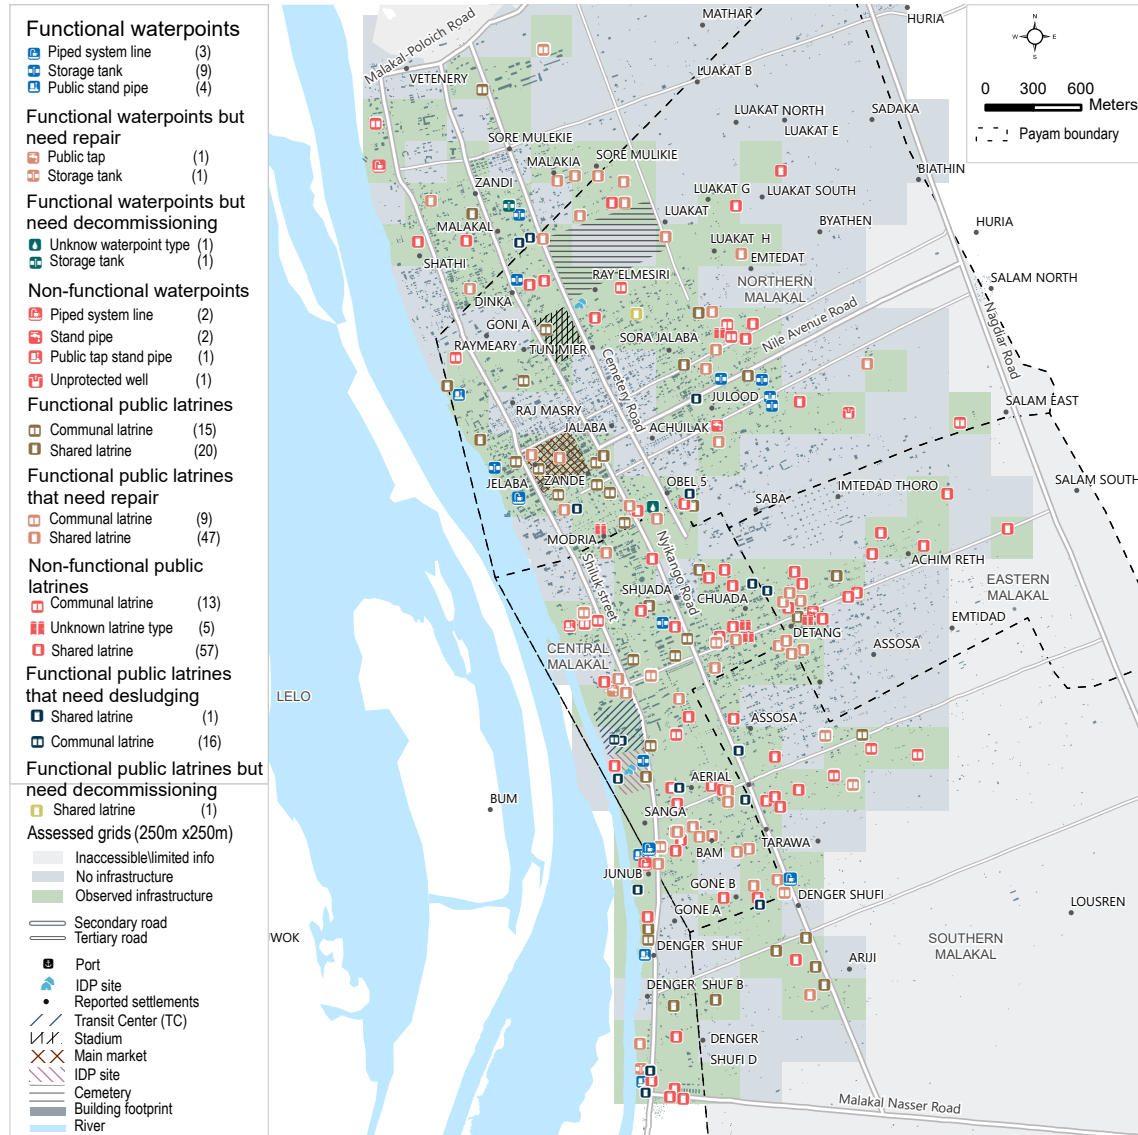 Functional waterpoints
Piped system line (3)
Storage tank (9)
Public stand pipe (4)
Functional waterpoints but
need repair
Public tap (1)
Storage tank (1)
Functional waterpoints but
need decommissioning
Unknow waterpoint type (1)
Storage tank (1)
Non-functional waterpoints
Piped system line (2)
Stand pipe (2)
Public tap stand pipe (1)
Unprotected well (1)
Functional public latrines
Communal latrine (15)
Shared latrine (20)
Functional public latrines
that need repair
Communal latrine (9)
Shared latrine (47)
Non-functional public
latrines
Communal latrine (13)
Unknown latrine type (5)
Shared latrine (57)
Functional public latrines
that need desludging
Shared latrine (1)
Communal latrine (16)
Functional public latrines but
need decommissioning
Shared latrine (1)
Assessed grids (250m x250m)
Inaccessible\limited info
No infrastructure
Observed infrastructure
Secondary road
Tertiary road
Port
IDP site
Reported settlements
Transit Center (TC)
Stadium
Main market
IDP site
Cemetery
Building footprint
River
N
W E
S
0 300 600
Meters
Payam boundary
MATHAR
HURIA
Malakal-Poloich Road
VETENERY
LUAKAT B
LUAKAT NORTH
SADAKA
LUAKAT E
SORE MULEKIE
MALAKIA
SORE MULIKIE
BIATHIN
ZANDI
LUAKAT G
LUAKAT SOUTH
MALAKAL
LUAKAT
BYATHEN
HURIA
LUAKAT H
SHATHI
EMTEDAT
RAY ELMESIRI
NORTHERN
MALAKAL
SALAM NORTH
DINKA
GONI A
Nile Avenue Road
Nagdiar Road
RAYMEARY
TUN MIER
SORA JALABA
Cemetery Road
JULOOD
SALAM EAST
RAJ MASRY
JALABA
ACHUILAK
JELABA
ZANDE
OBEL 5
SABA
IMTEDAD THORO
SALAM SOUTH
MODRIA
Nyikango Road
Shiluk street
ACHIM RETH
SHUADA
CHUADA
EASTERN
MALAKAL
EMTIDAD
DETANG
ASSOSA
CENTRAL
MALAKAL
LELO
ASSOSA
AERIAL
BUM
SANGA
TARAWA
BAM
JUNUB
GONE B
DENGER SHUFI
GONE A
LOUSREN
WOK
DENGER SHUF
SOUTHERN
MALAKAL
ARIJI
DENGER SHUF B
DENGER
SHUFI D
Malakal Nasser Road